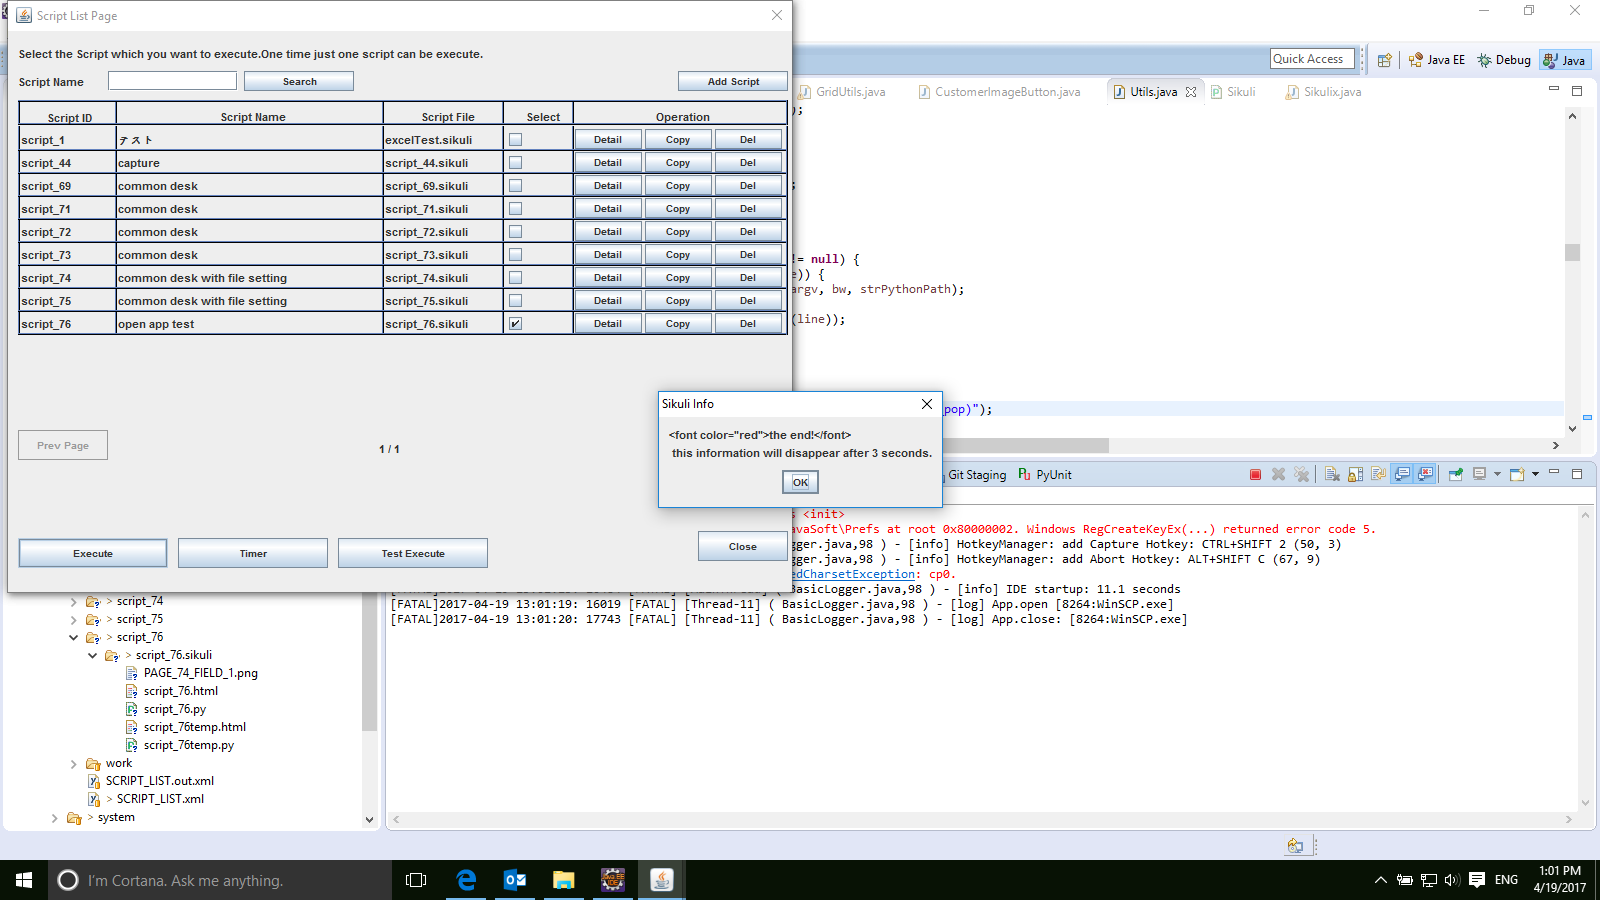 Script List Page
Select the Script which you want to execute.One time just one script can be execute.
Script Name
Search
Add Script
Script ID Script Name Script File Select Operation
script_1 テスト excelTest.sikuli Detail Copy Del
script_44 capture script_44.sikuli Detail Copy Del
script_69 common desk script_69.sikuli Detail Copy Del
script_71 common desk script_71.sikuli Detail Copy Del
script_72 common desk script_72.sikuli Detail Copy Del
script_73 common desk script_73.sikuli Detail Copy Del
script_74 common desk with file setting script_74.sikuli Detail Copy Del
script_75 common desk with file setting script_75.sikuli Detail Copy Del
script_76 open app test script_76.sikuli Detail Copy Del
Prev Page
1 / 1
Execute Timer Test Execute Close
Sikuli Info
<font color="red">the end!</font>
this information will disappear after 3 seconds.
OK
Quick Access
Java EE Debug Java
GridUtils.java CustomerImageButton.java Utils.java Sikuli Sikulix.java
);
;
!= null) {
)) {
argv, bw, strPythonPath);
(line));
pop)");
Git Staging PyUnit
<init>
avaSoft\Prefs at root 0x80000002. Windows RegCreateKeyEx(...) returned error code 5.
gger.java,98 ) - [info] HotkeyManager: add Capture Hotkey: CTRL+SHIFT 2 (50, 3)
gger.java,98 ) - [info] HotkeyManager: add Abort Hotkey: ALT+SHIFT C (67, 9)
edCharsetException: cp0.
BasicLogger.java,98 ) - [info] IDE startup: 11.1 seconds
[FATAL]2017-04-19 13:01:19: 16019 [FATAL] [Thread-11] ( BasicLogger.java,98 ) - [log] App.open [8264:WinSCP.exe]
[FATAL]2017-04-19 13:01:20: 17743 [FATAL] [Thread-11] ( BasicLogger.java,98 ) - [log] App.close: [8264:WinSCP.exe]
> script_74
> script_75
> script_76
> script_76.sikuli
PAGE_74_FIELD_1.png
script_76.html
script_76.py
script_76temp.html
script_76temp.py
work
SCRIPT_LIST.out.xml
> SCRIPT_LIST.xml
> system
I'm Cortana. Ask me anything.
ENG
1:01 PM
4/19/2017